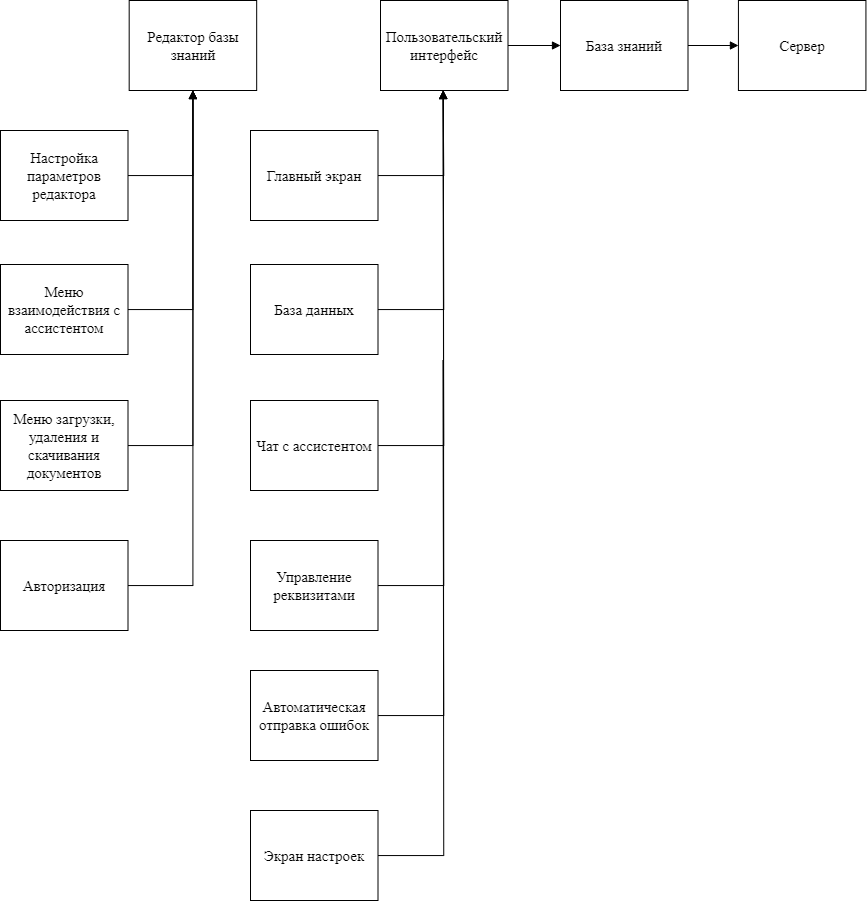 Редактор базы
знаний
Пользовательский
интерфейс
База знаний
Сервер
Настройка
параметров
редактора
Главный экран
Меню
взаимодействия с
ассистентом
База данных
Меню загрузки,
удаления и
скачивания
документов
Чат с ассистентом
Авторизация
Управление
реквизитами
Автоматическая
отправка ошибок
Экран настроек